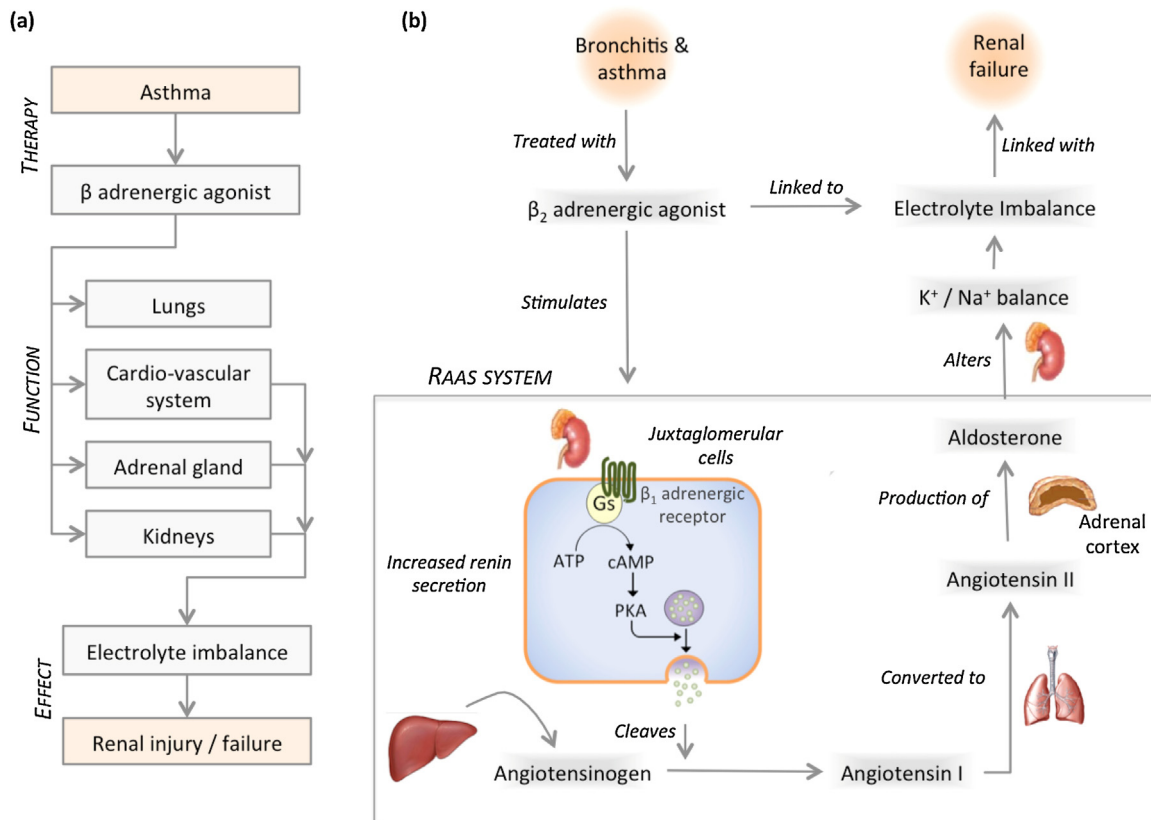 (a)
THERAPY
Asthma
β adrenergic agonist
FUNCTION
Lungs
Cardio-vascular
system
Adrenal gland
Kidneys
EFFECT
Electrolyte imbalance
Renal injury / failure
(b)
Bronchitis &
asthma
Renal
failure
Treated with
Linked with
β2 adrenergic agonist
Linked to
Electrolyte Imbalance
Stimulates
K+ / Na+ balance
Alters
RAAS SYSTEM
Juxtaglomerular
cells
Gs
β1 adrenergic
receptor
ATP
cAMP
PKA
Increased renin
secretion
Cleaves
Angiotensinogen
Angiotensin I
Converted to
Angiotensin II
Production of
Adrenal
cortex
Aldosterone